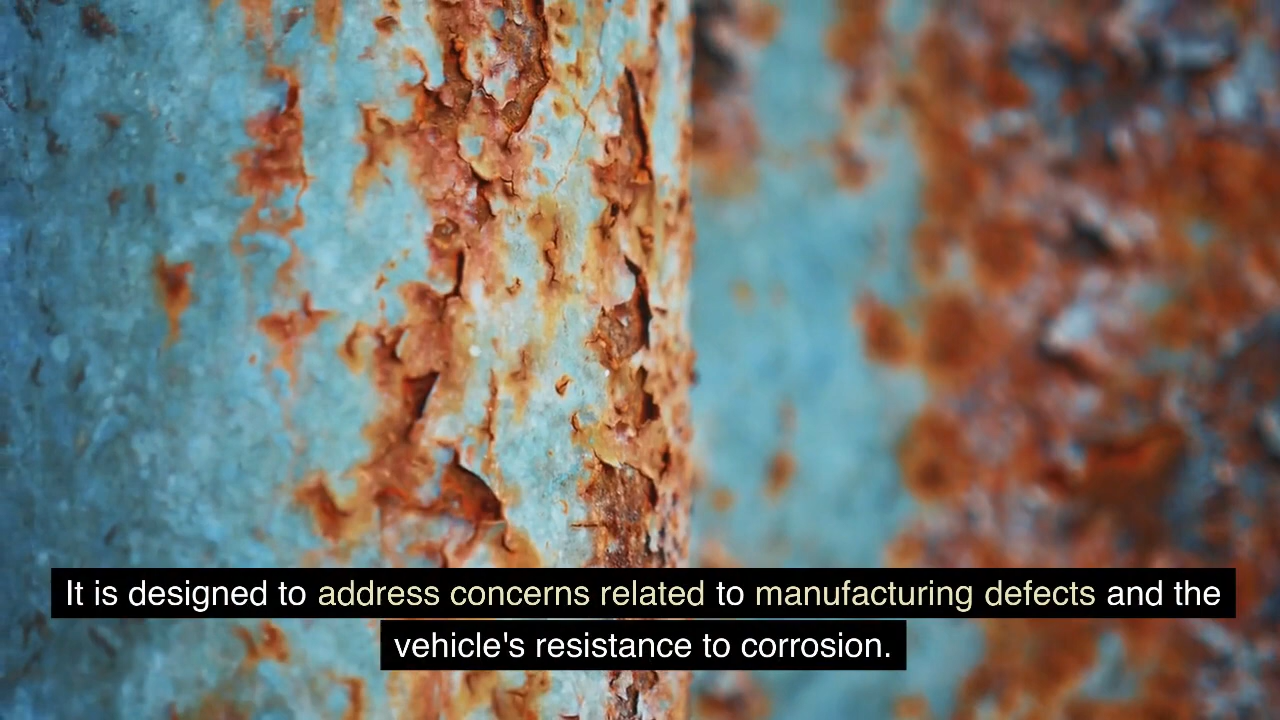 It is designed to address concerns related to manufacturing defects and the
vehicle's resistance to corrosion.